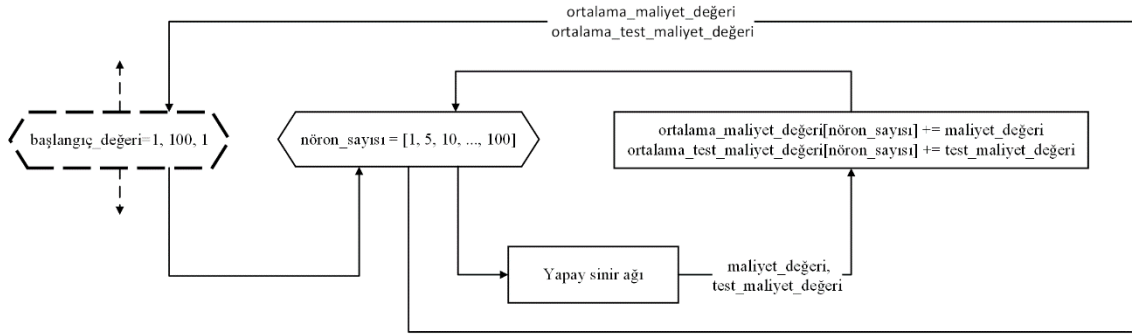 ortalama_maliyet_değeri
ortalama_test_maliyet_değeri
başlangıç_değeri=1, 100, 1
nöron_sayısı = [1, 5, 10, ..., 100]
ortalama_maliyet_değeri[nöron_sayısı] += maliyet_değeri
ortalama_test_maliyet_değeri[nöron_sayısı] += test_maliyet_değeri
Yapay sinir ağı
maliyet_değeri,
test_maliyet_değeri